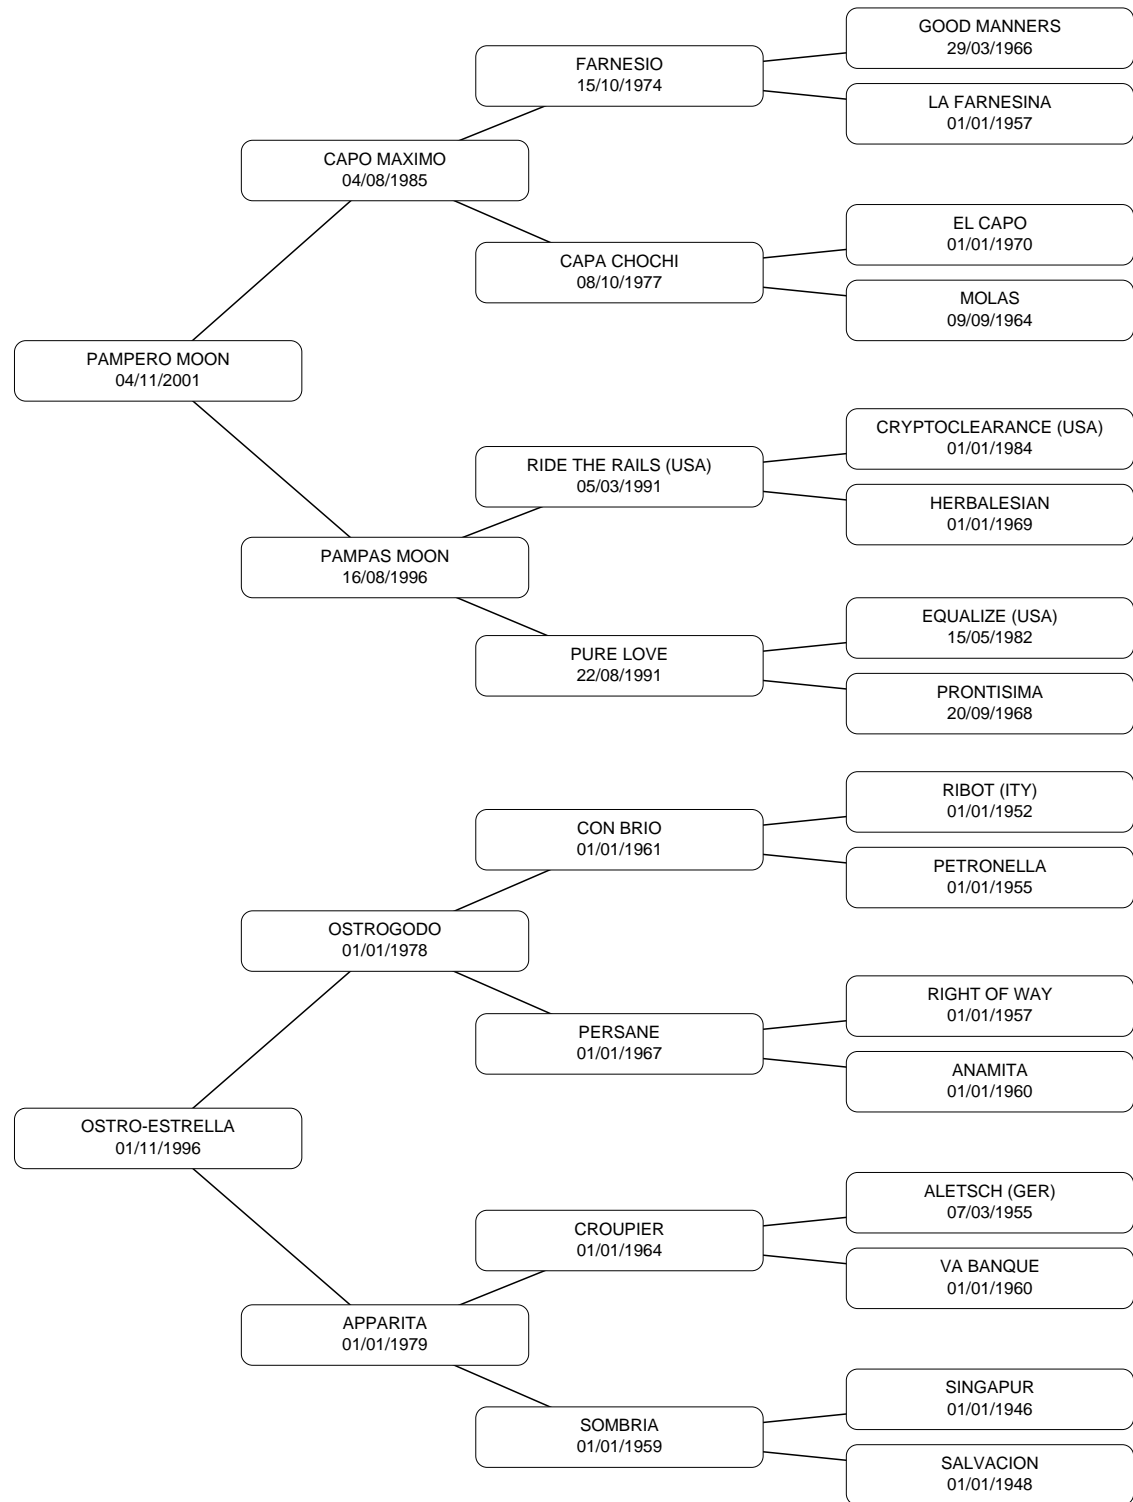 GOOD MANNERS
29/03/1966
FARNESIO
15/10/1974
LA FARNESINA
01/01/1957
CAPO MAXIMO
04/08/1985
EL CAPO
01/01/1970
CAPA CHOCHI
08/10/1977
MOLAS
09/09/1964
PAMPERO MOON
04/11/2001
CRYPTOCLEARANCE (USA)
01/01/1984
RIDE THE RAILS (USA)
05/03/1991
HERBALESIAN
01/01/1969
PAMPAS MOON
16/08/1996
EQUALIZE (USA)
15/05/1982
PURE LOVE
22/08/1991
PRONTISIMA
20/09/1968
RIBOT (ITY)
01/01/1952
CON BRIO
01/01/1961
PETRONELLA
01/01/1955
OSTROGODO
01/01/1978
RIGHT OF WAY
01/01/1957
PERSANE
01/01/1967
ANAMITA
01/01/1960
OSTRO-ESTRELLA
01/11/1996
ALETSCH (GER)
07/03/1955
CROUPIER
01/01/1964
VA BANQUE
01/01/1960
APPARITA
01/01/1979
SINGAPUR
01/01/1946
SOMBRIA
01/01/1959
SALVACION
01/01/1948